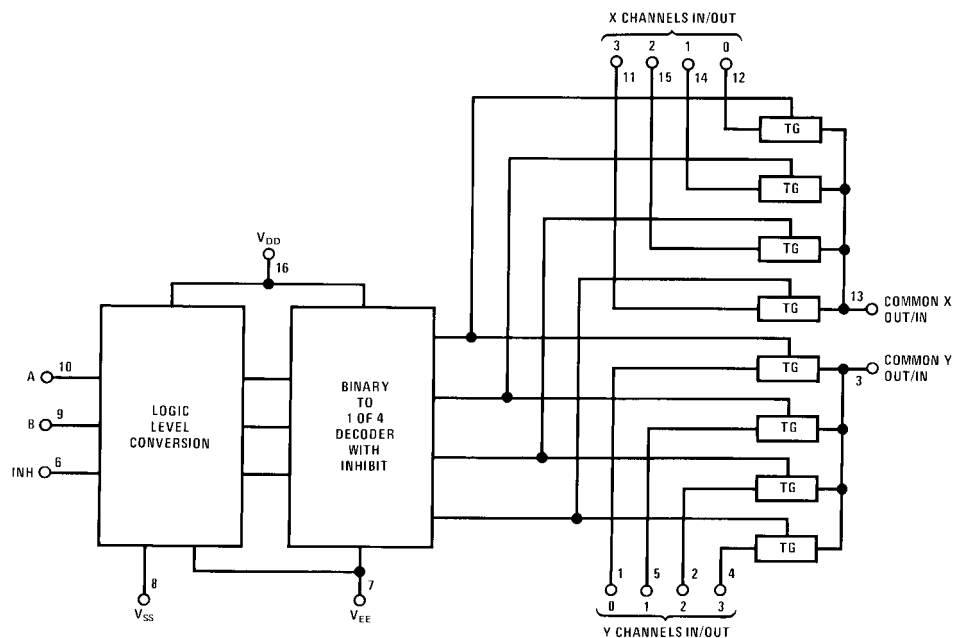 X CHANNELS IN/OUT
3 2 1 0
11 15 14 12
TG
TG
TG
TG
13 COMMON X
OUT/IN
V_DD
16
A 10
B 9
INH 6
LOGIC
LEVEL
CONVERSION
BINARY
TO
1 OF 4
DECODER
WITH
INHIBIT
8
V_SS
7
V_EE
TG
COMMON Y
OUT/IN
3
TG
TG
TG
1 5 2 4
0 1 2 3
Y CHANNELS IN/OUT